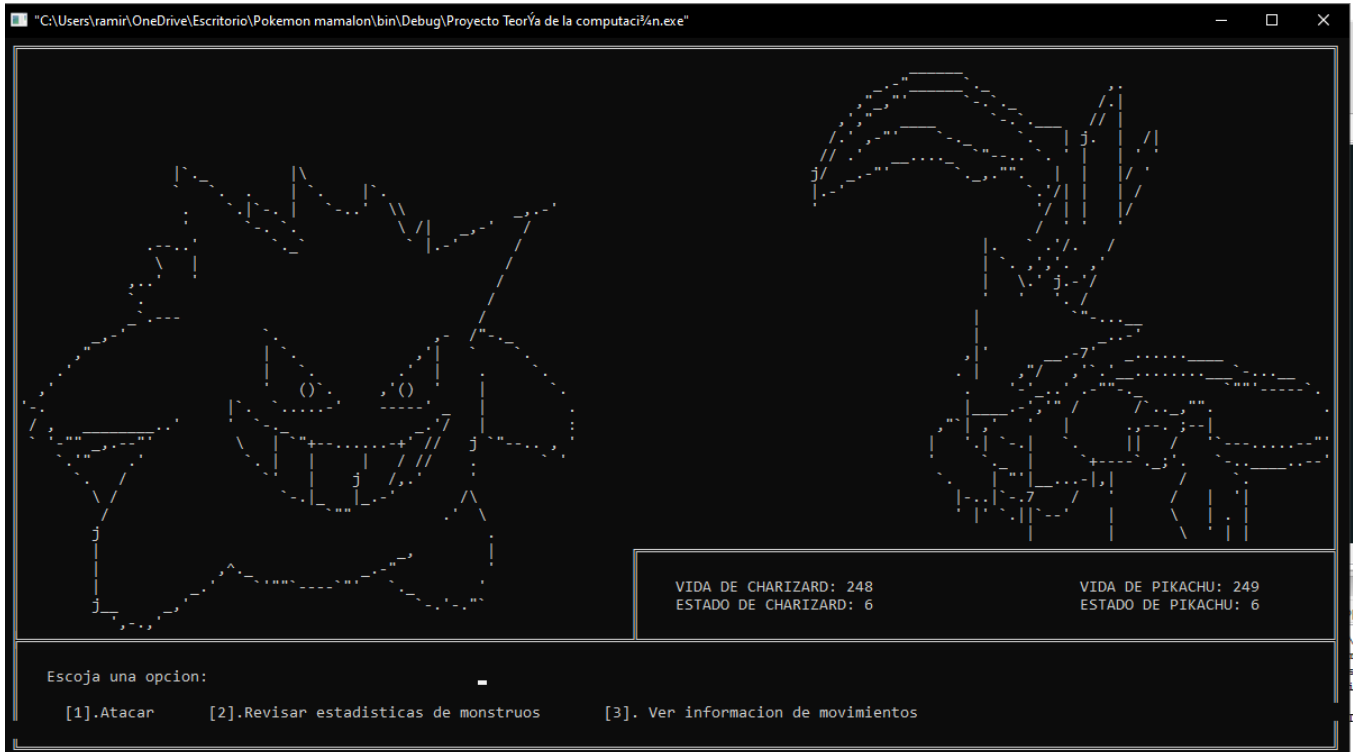 "C:\Users\ramir\OneDrive\Escritorio\Pokemon mamalon\bin\Debug\Proyecto TeorÝa de la computaci¾n.exe"
VIDA DE CHARIZARD: 248 VIDA DE PIKACHU: 249
ESTADO DE CHARIZARD: 6 ESTADO DE PIKACHU: 6
Escoja una opcion:
[1].Atacar [2].Revisar estadisticas de monstruos [3]. Ver informacion de movimientos